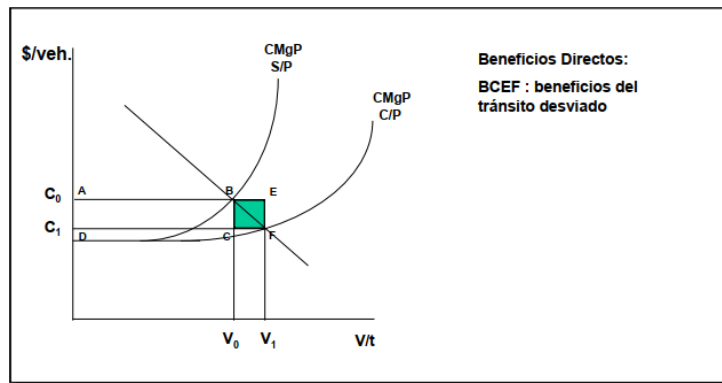 $/veh.
CMgP
S/P
CMgP
C/P
Beneficios Directos:
BCEF : beneficios del
tránsito desviado
C0 A B E
C1 D C F
V0 V1 V/t